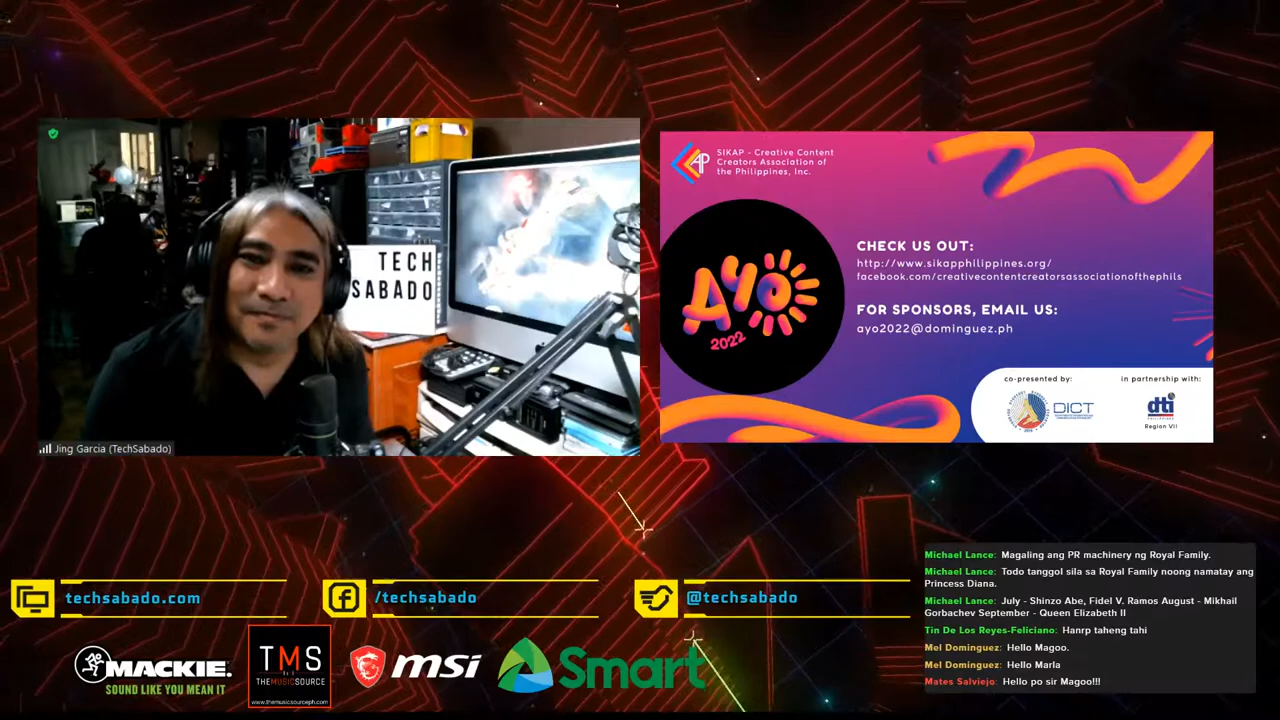 TECH
SABADO
Jing Garcia (TechSabado)
SIKAP - Creative Content
Creators Association of
the Philippines, Inc.
AP
AYO
2022
CHECK US OUT:
http://www.sikapphilippines.org/
facebook.com/creativecontentcreatorsassociationofthephils
FOR SPONSORS, EMAIL US:
ayo2022@dominguez.ph
co-presented by:
in partnership with:
DICT
dti
PHILIPPINES
Region VII
techsabado.com
/techsabado
@techsabado
MACKIE.
SOUND LIKE YOU MEAN IT
TMS
THEMUSICSOURCE
www.themusicsourceph.com
msi
Smart
Michael Lance: Magaling ang PR machinery ng Royal Family.
Michael Lance: Todo tanggol sila sa Royal Family noong namatay ang
Princess Diana.
Michael Lance: July - Shinzo Abe, Fidel V. Ramos August - Mikhail
Gorbachev September - Queen Elizabeth II
Tin De Los Reyes-Feliciano: Hanrp taheng tahi
Mel Dominguez: Hello Magoo.
Mel Dominguez: Hello Marla
Mates Salviejo: Hello po sir Magoo!!!